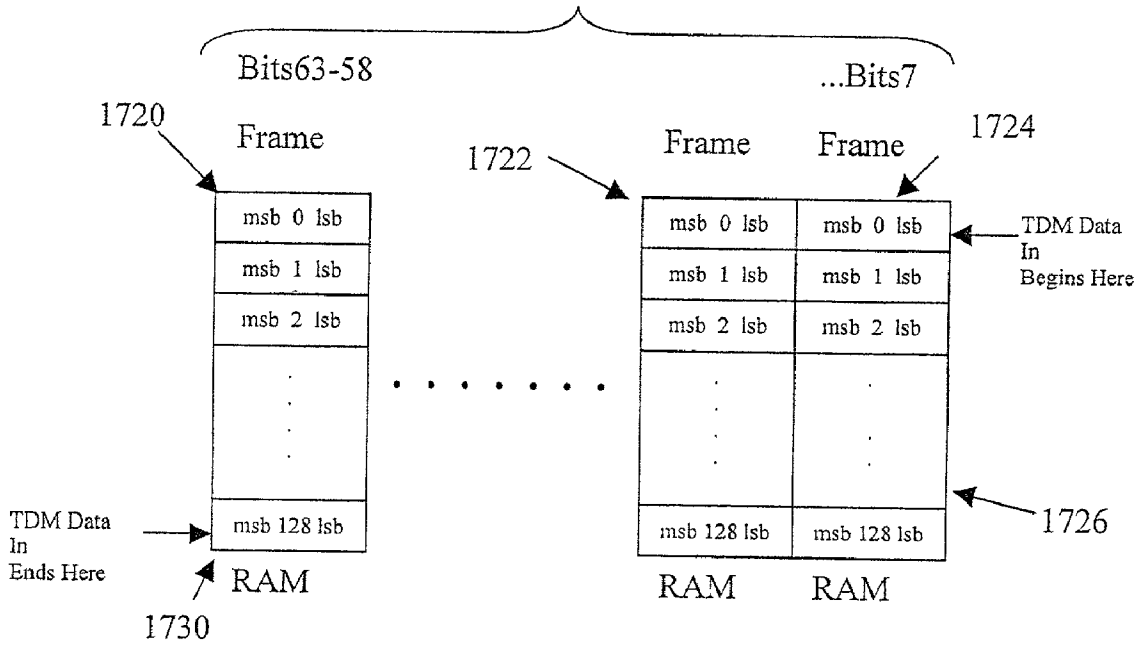 Bits63-58
...Bits7
1720
Frame
1722
Frame
Frame
1724
msb 0 lsb
msb 1 lsb
msb 2 lsb
msb 128 lsb
RAM
msb 0 lsb
msb 0 lsb
msb 1 lsb
msb 1 lsb
msb 2 lsb
msb 2 lsb
msb 128 lsb
msb 128 lsb
RAM
RAM
TDM Data
In
Begins Here
1726
TDM Data
In
Ends Here
1730